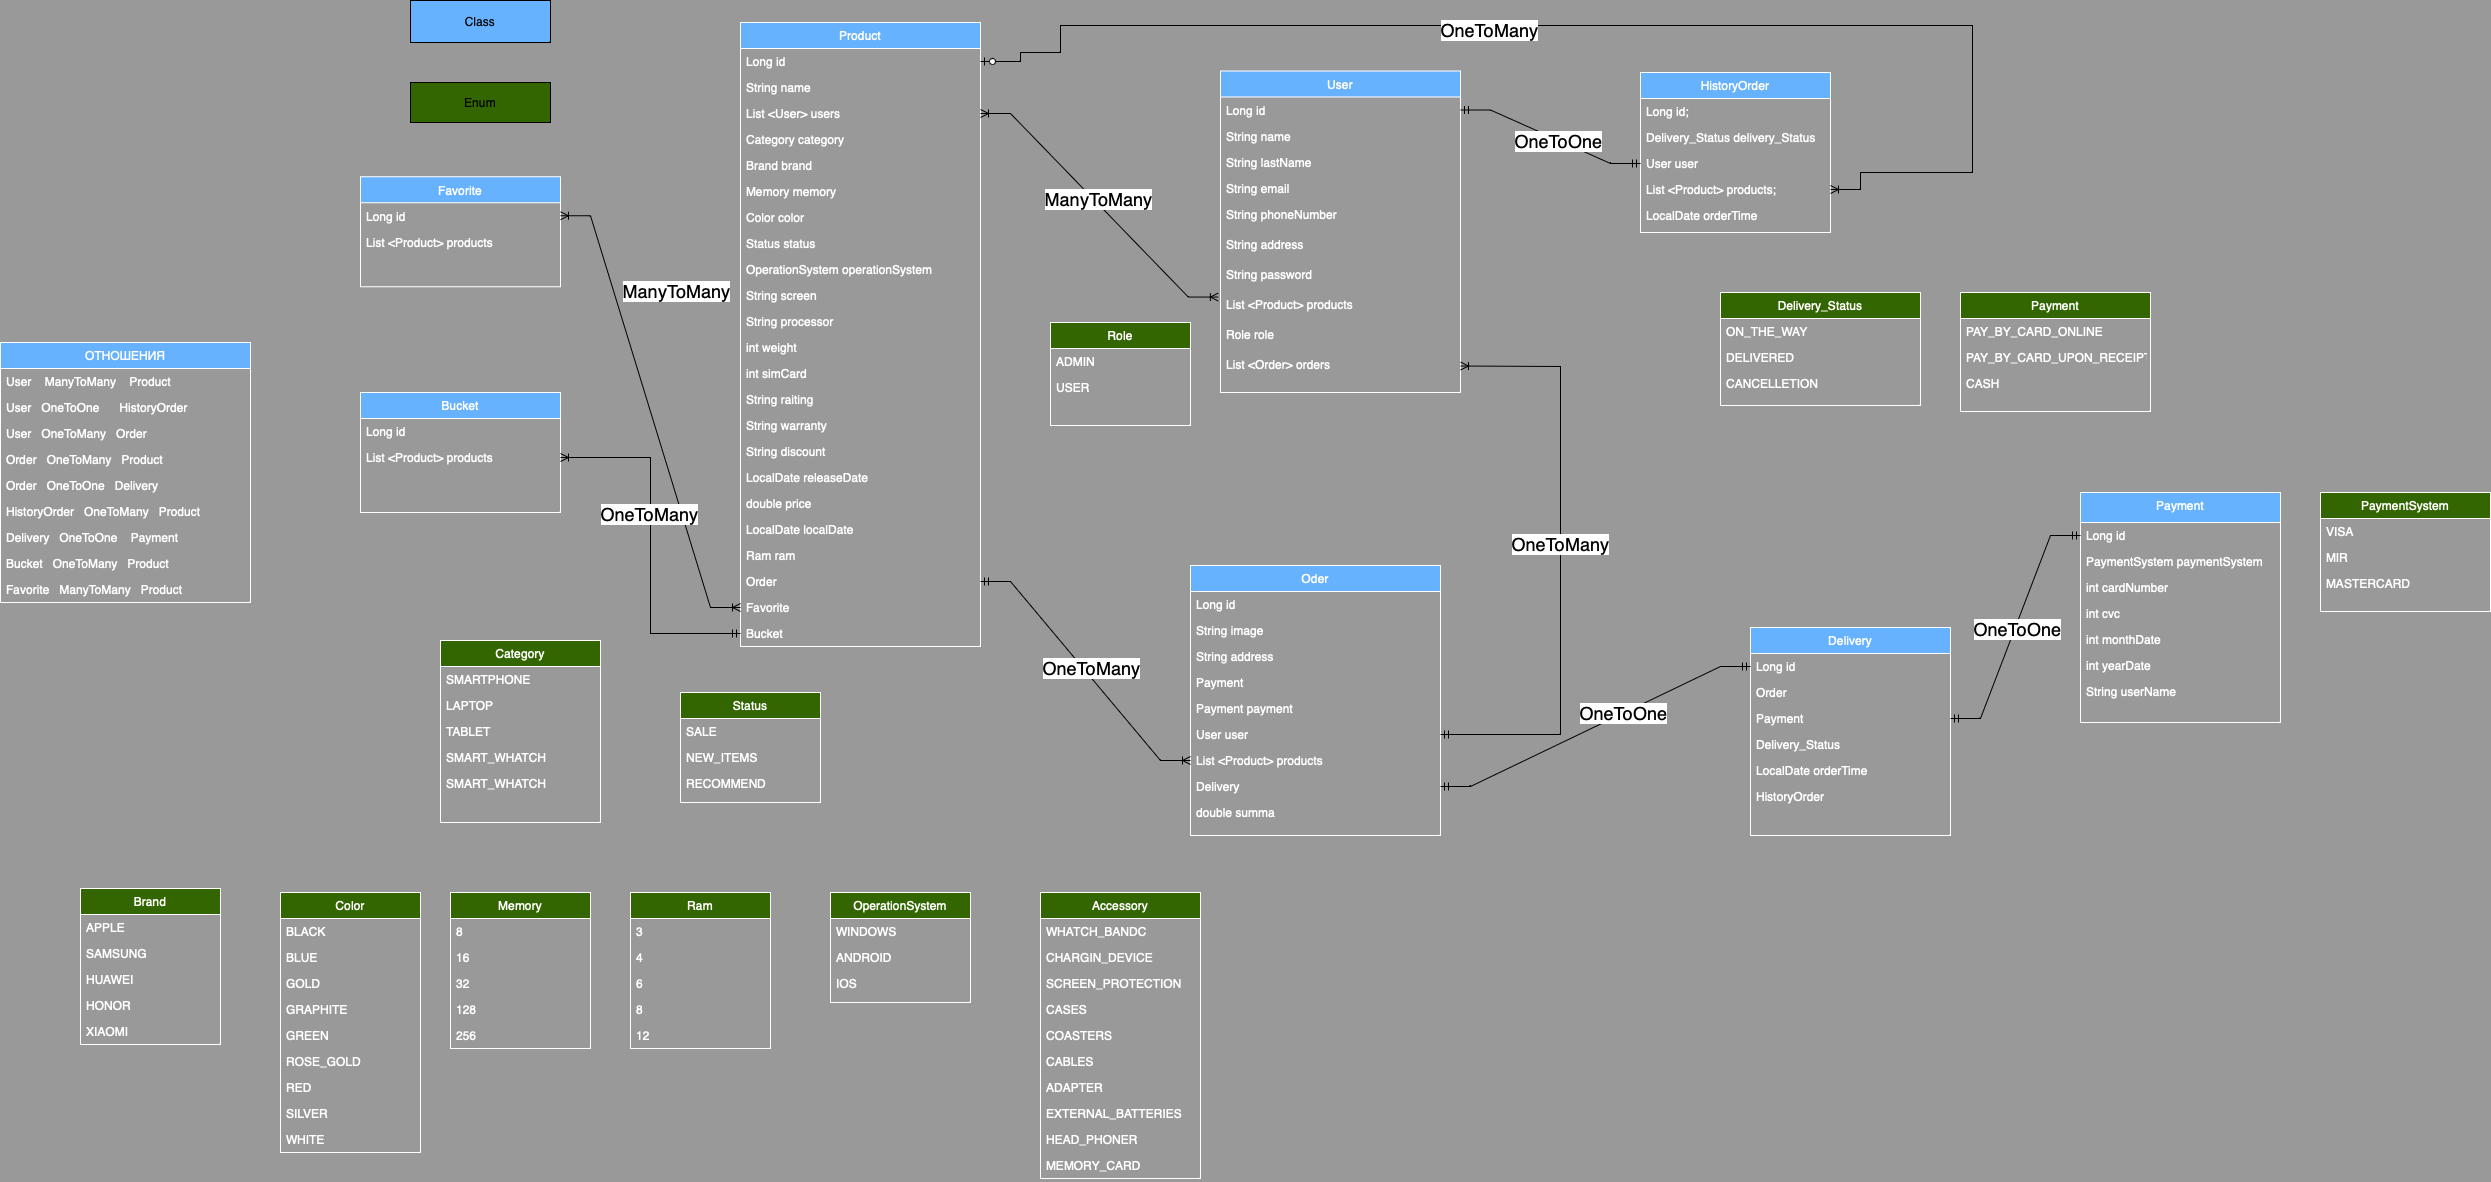 Class
Enum
Product
Long id
String name
List <User> users
Category category
Brand brand
Memory memory
Color color
Status status
OperationSystem operationSystem
String screen
String processor
int weight
int simCard
String raiting
String warranty
String discount
LocalDate releaseDate
double price
LocalDate localDate
Ram ram
Order
Favorite
Bucket
OneToMany
User
Long id
String name
String lastName
String email
String phoneNumber
String address
String password
List <Product> products
Role role
List <Order> orders
OneToOne
HistoryOrder
Long id;
Delivery_Status delivery_Status
User user
List <Product> products;
LocalDate orderTime
ManyToMany
Favorite
Long id
List <Product> products
ManyToMany
Role
ADMIN
USER
Delivery_Status
ON_THE_WAY
DELIVERED
CANCELLETION
Payment
PAY_BY_CARD_ONLINE
PAY_BY_CARD_UPON_RECEIPT
CASH
ОТНОШЕНИЯ
User ManyToMany Product
User OneToOne HistoryOrder
User OneToMany Order
Order OneToMany Product
Order OneToOne Delivery
HistoryOrder OneToMany Product
Delivery OneToOne Payment
Bucket OneToMany Product
Favorite ManyToMany Product
Bucket
Long id
List <Product> products
OneToMany
OneToMany
OneToMany
Oder
Long id
String image
String address
Payment
Payment payment
User user
List <Product> products
Delivery
double summa
OneToOne
Delivery
Long id
Order
Payment
Delivery_Status
LocalDate orderTime
HistoryOrder
OneToOne
Payment
Long id
PaymentSystem paymentSystem
int cardNumber
int cvc
int monthDate
int yearDate
String userName
PaymentSystem
VISA
MIR
MASTERCARD
Category
SMARTPHONE
LAPTOP
TABLET
SMART_WHATCH
SMART_WHATCH
Status
SALE
NEW_ITEMS
RECOMMEND
Brand
APPLE
SAMSUNG
HUAWEI
HONOR
XIAOMI
Color
BLACK
BLUE
GOLD
GRAPHITE
GREEN
ROSE_GOLD
RED
SILVER
WHITE
Memory
8
16
32
128
256
Ram
3
4
6
8
12
OperationSystem
WINDOWS
ANDROID
IOS
Accessory
WHATCH_BANDC
CHARGIN_DEVICE
SCREEN_PROTECTION
CASES
COASTERS
CABLES
ADAPTER
EXTERNAL_BATTERIES
HEAD_PHONER
MEMORY_CARD